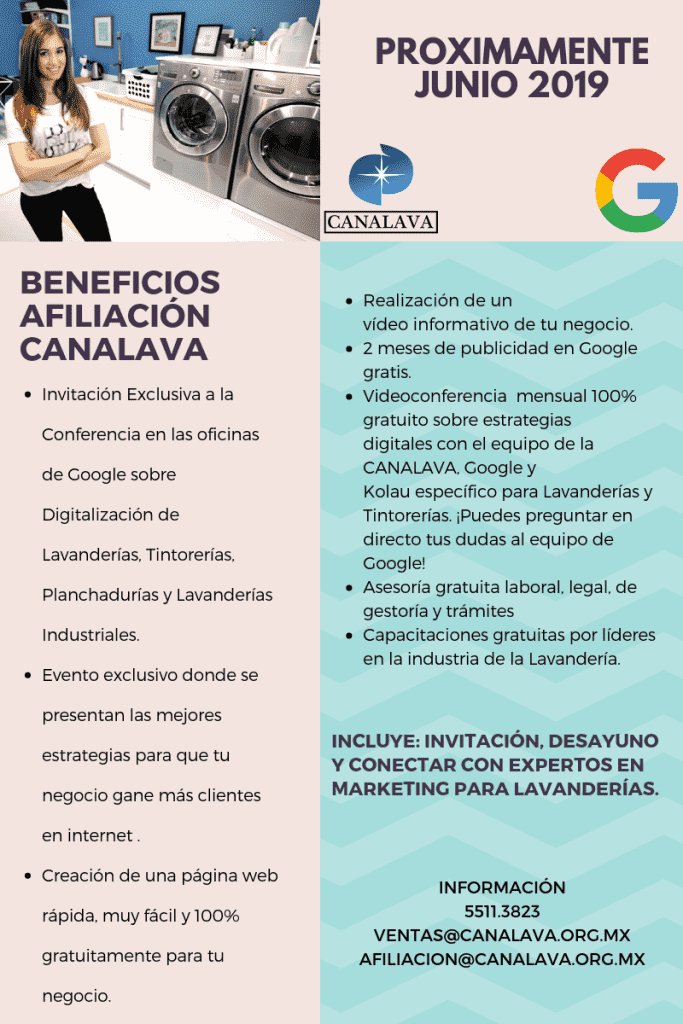 PROXIMAMENTE
JUNIO 2019
CANALAVA
BENEFICIOS
AFILIACIÓN
CANALAVA
• Invitación Exclusiva a la
Conferencia en las oficinas
de Google sobre
Digitalización de
Lavanderías, Tintorerías,
Planchadurías y Lavanderías
Industriales.
• Evento exclusivo donde se
presentan las mejores
estrategias para que tu
negocio gane más clientes
en internet .
• Creación de una página web
rápida, muy fácil y 100%
gratuitamente para tu
negocio.
• Realización de un
vídeo informativo de tu negocio.
• 2 meses de publicidad en Google
gratis.
• Videoconferencia mensual 100%
gratuito sobre estrategias
digitales con el equipo de la
CANALAVA, Google y
Kolau específico para Lavanderías y
Tintorerías. ¡Puedes preguntar en
directo tus dudas al equipo de
Google!
• Asesoría gratuita laboral, legal, de
gestoría y trámites
• Capacitaciones gratuitas por líderes
en la industria de la Lavandería.
INCLUYE: INVITACIÓN, DESAYUNO
Y CONECTAR CON EXPERTOS EN
MARKETING PARA LAVANDERÍAS.
INFORMACIÓN
5511.3823
VENTAS@CANALAVA.ORG.MX
AFILIACION@CANALAVA.ORG.MX